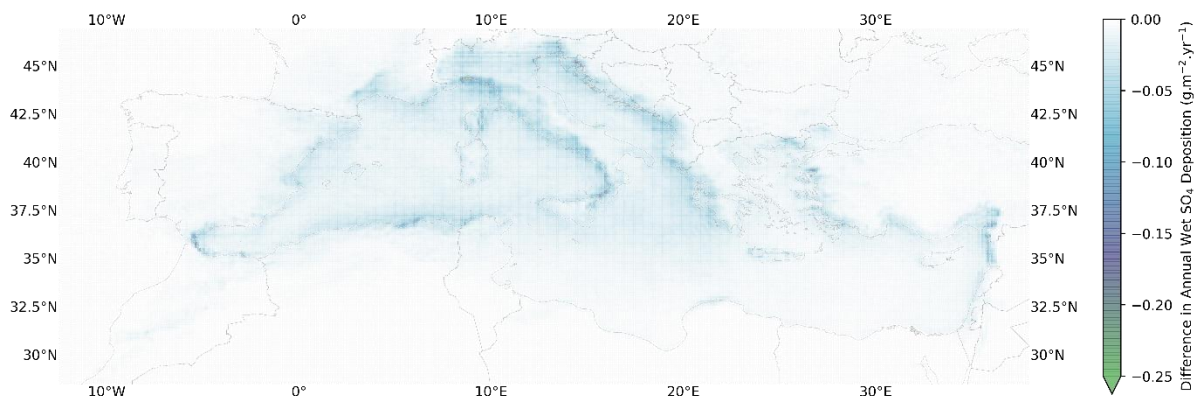 10°W 0° 10°E 20°E 30°E
45°N 45°N
42.5°N 42.5°N
40°N 40°N
37.5°N 37.5°N
35°N 35°N
32.5°N 32.5°N
30°N 30°N
10°W 0° 10°E 20°E 30°E
0.00
−0.05
−0.10
−0.15
−0.20
−0.25
Difference in Annual Wet SO₄ Deposition (g.m⁻².yr⁻¹)